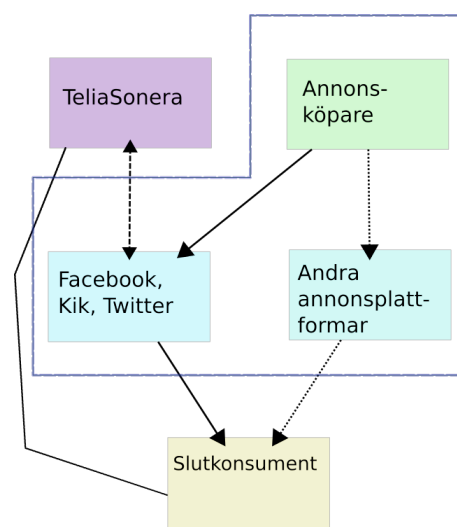 TeliaSonera
Annons-
köpare
Facebook,
Kik, Twitter
Andra
annonsplatt-
formar
Slutkonsument